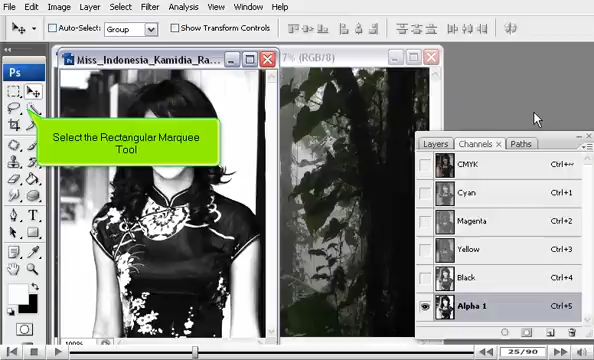 File Edit Image Layer Select Filter Analysis View Window Help
Auto-Select: Group Show Transform Controls
Miss_Indonesia_Kamidia_Ra...
7% (RGB/8)
Ps
Select the Rectangular Marquee
Tool
T
Layers Channels x Paths
CMYK Ctrl+~
Cyan Ctrl+1
Magenta Ctrl+2
Yellow Ctrl+3
Black Ctrl+4
Alpha 1 Ctrl+5
100%
25/90